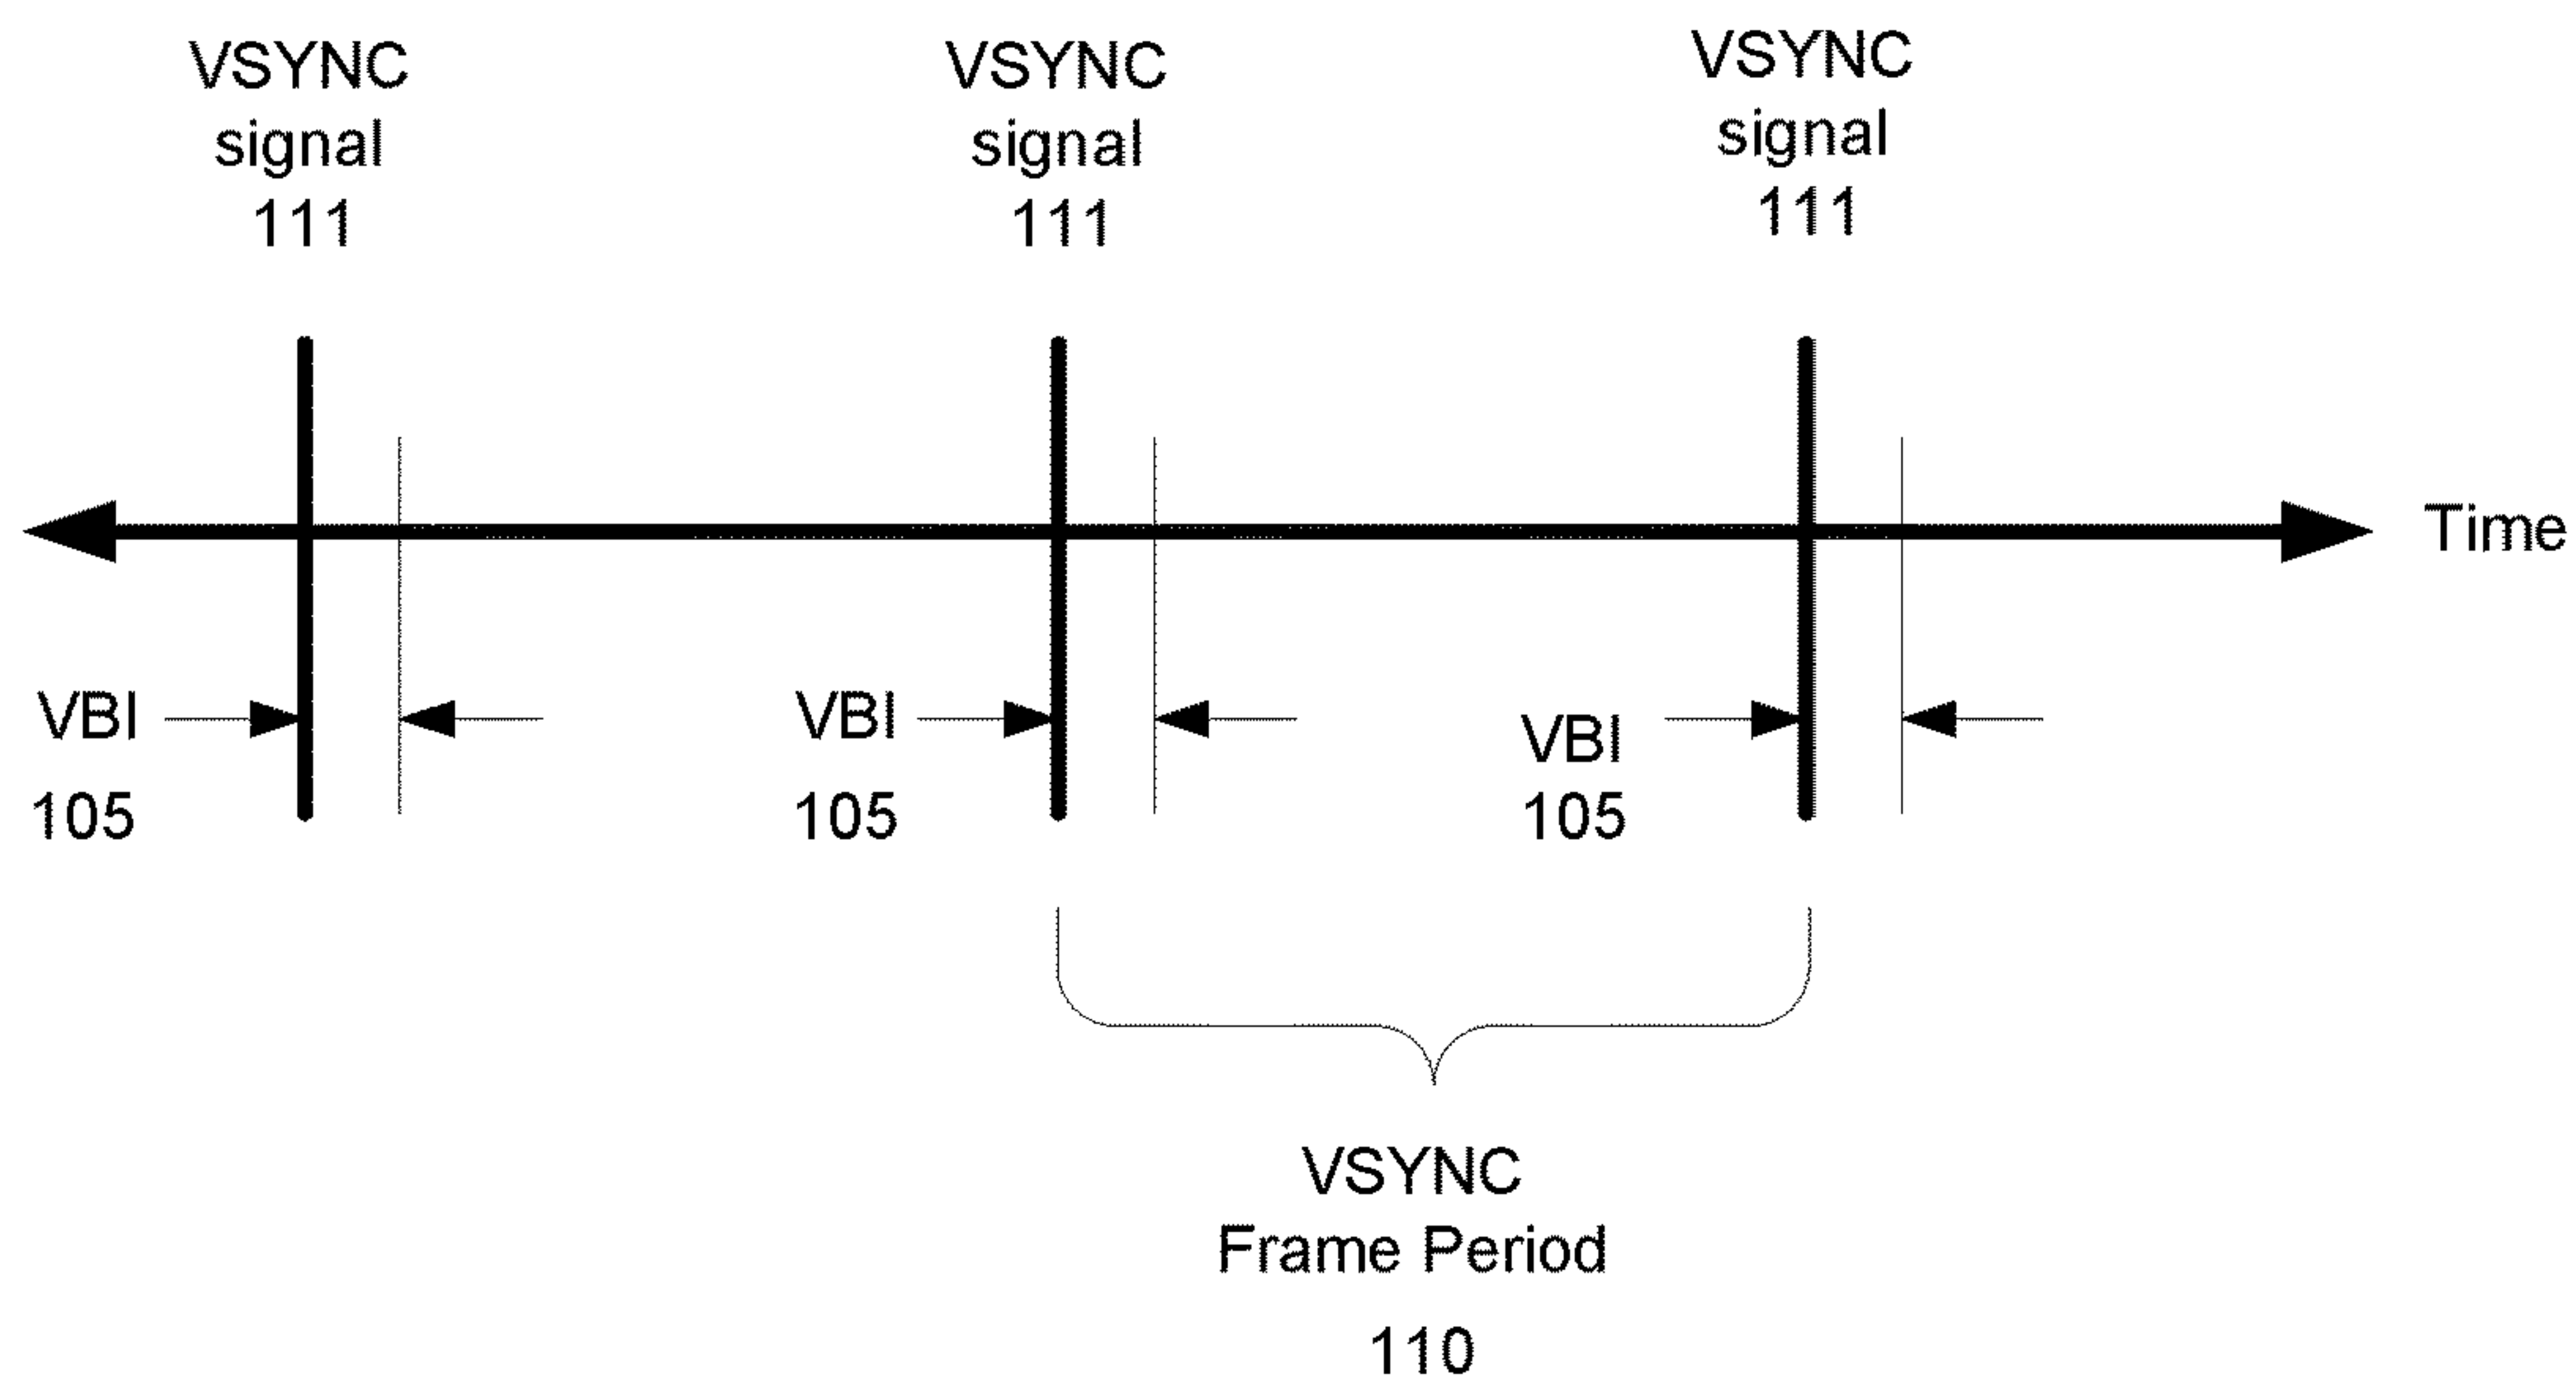 VSYNC
signal
111
VSYNC
signal
111
VSYNC
signal
111
Time
VBI
105
VBI
105
VBI
105
VSYNC
Frame Period
110